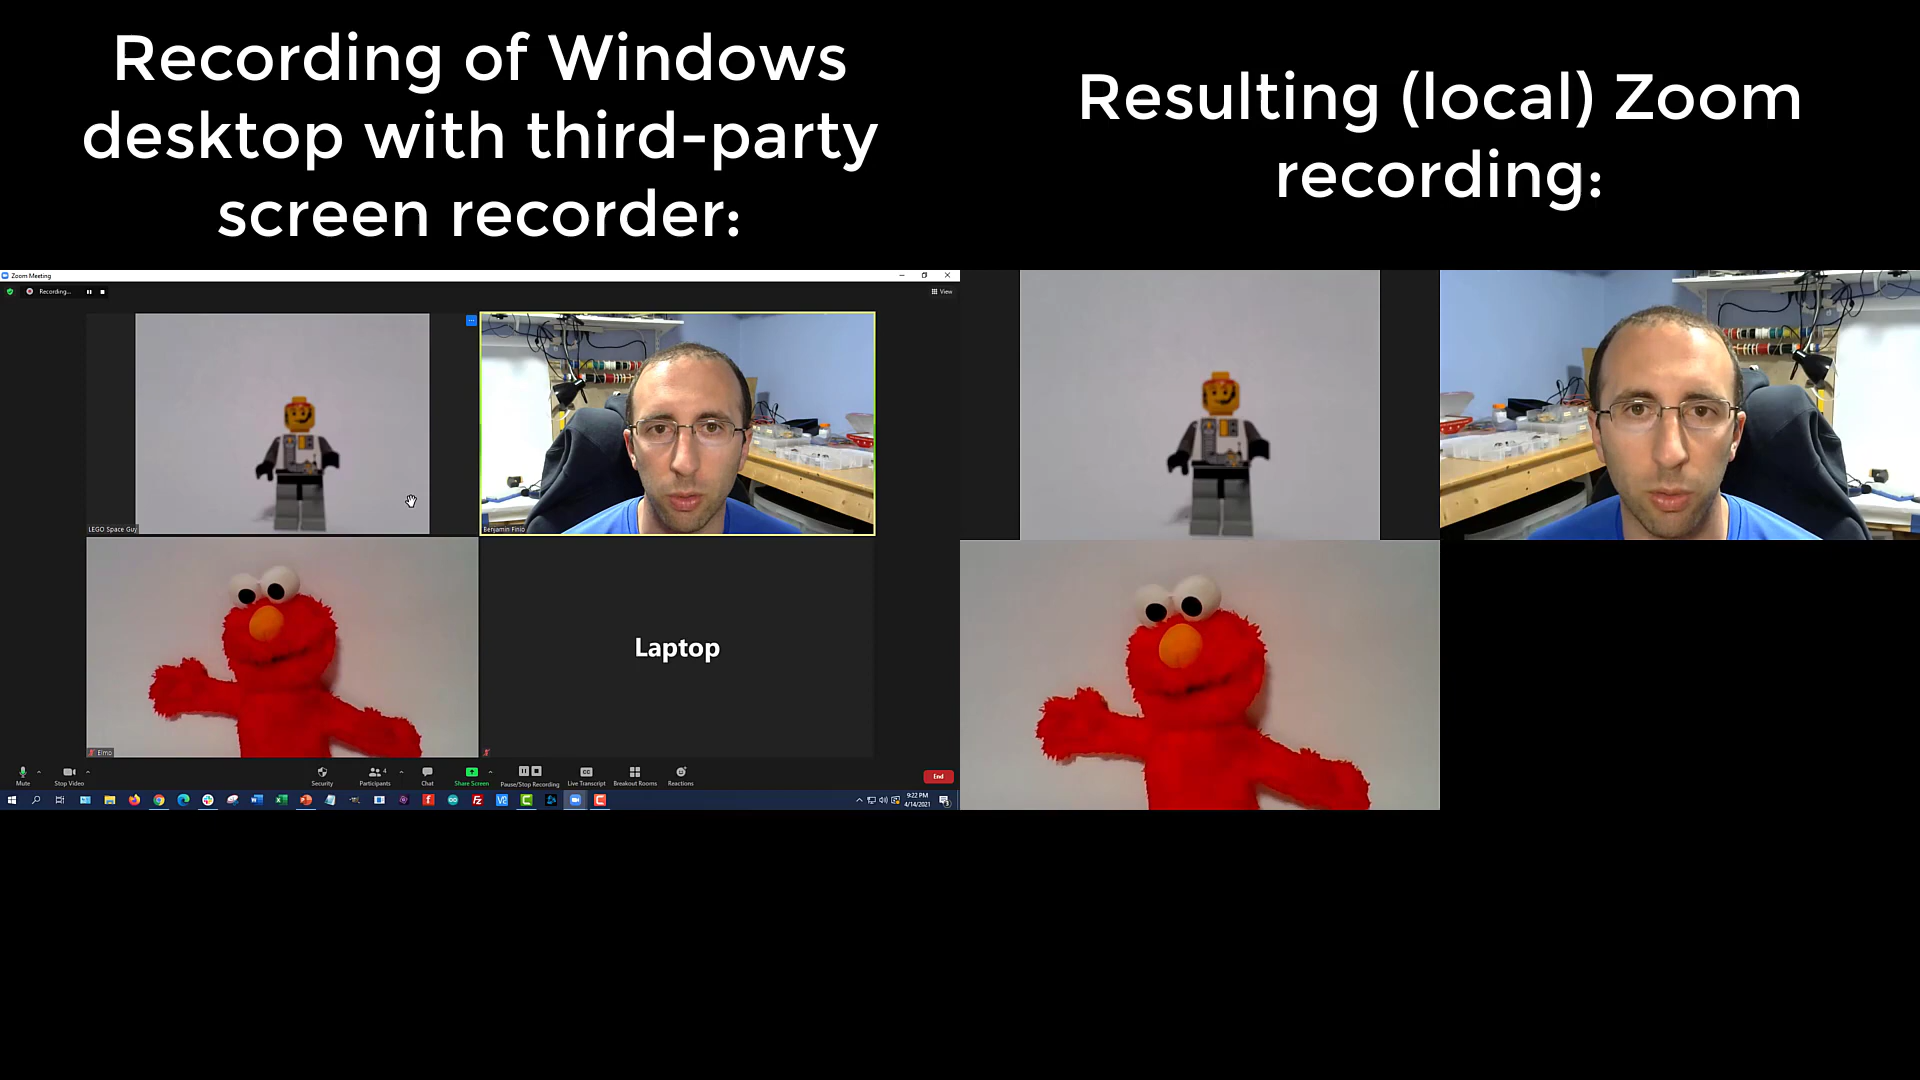 Recording of Windows
desktop with third-party
screen recorder:
Resulting (local) Zoom
recording:
Zoom Meeting
Recording...
View
LEGO Space Guy
Benjamin Finio
Laptop
Elmo
Mute
Stop Video
Security
Participants
4
Chat
Share Screen
Pause/Stop Recording
CC
Live Transcript
Breakout Rooms
Reactions
End
9:22 PM
4/14/2021